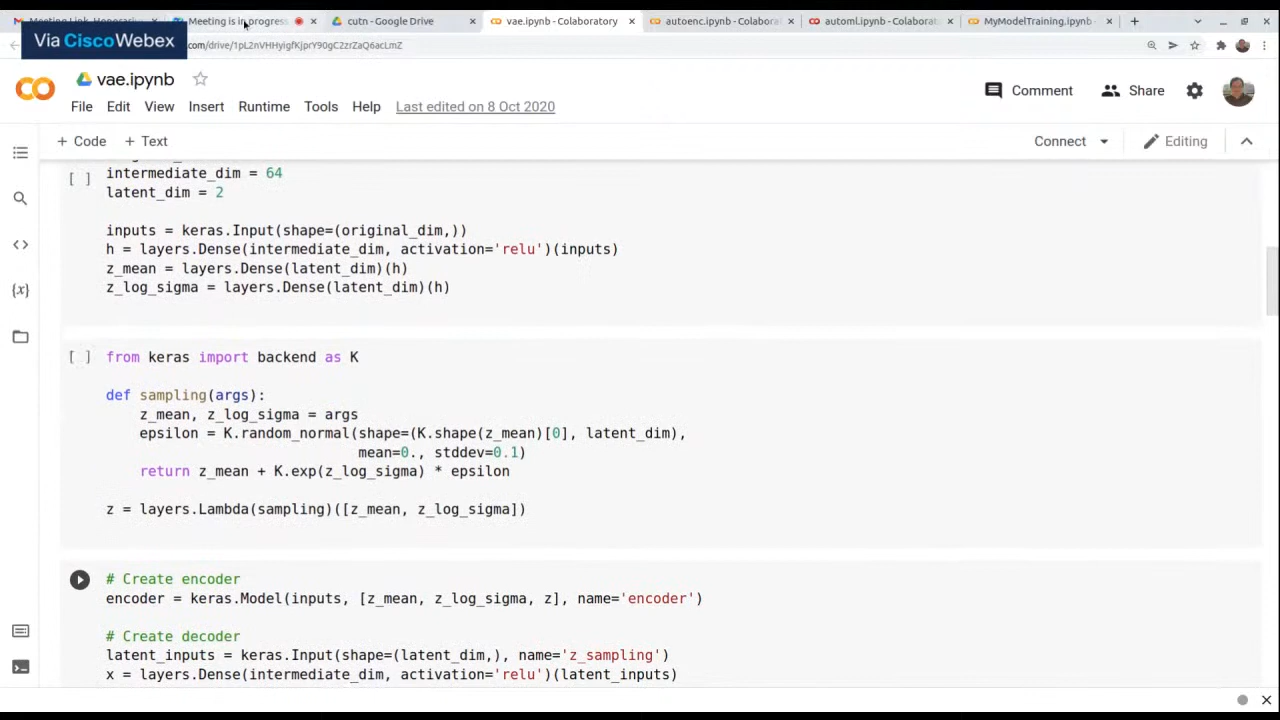 Meeting is in progress
cutn - Google Drive
vae.ipynb - Colaboratory
autoenc.ipynb - Colabora
automl.ipynb - Colaborat
MyModelTraining.ipynb -
Via CiscoWebex
.com/drive/1pL2nVHHyigfKjprY90gC2zrZaQ6acLmZ
vae.ipynb
File Edit View Insert Runtime Tools Help Last edited on 8 Oct 2020
Comment Share
+ Code + Text
Connect Editing
[ ] intermediate_dim = 64
latent_dim = 2
inputs = keras.Input(shape=(original_dim,))
h = layers.Dense(intermediate_dim, activation='relu')(inputs)
z_mean = layers.Dense(latent_dim)(h)
z_log_sigma = layers.Dense(latent_dim)(h)
[ ] from keras import backend as K
def sampling(args):
z_mean, z_log_sigma = args
epsilon = K.random_normal(shape=(K.shape(z_mean)[0], latent_dim),
mean=0., stddev=0.1)
return z_mean + K.exp(z_log_sigma) * epsilon
z = layers.Lambda(sampling)([z_mean, z_log_sigma])
# Create encoder
encoder = keras.Model(inputs, [z_mean, z_log_sigma, z], name='encoder')
# Create decoder
latent_inputs = keras.Input(shape=(latent_dim,), name='z_sampling')
x = layers.Dense(intermediate_dim, activation='relu')(latent_inputs)